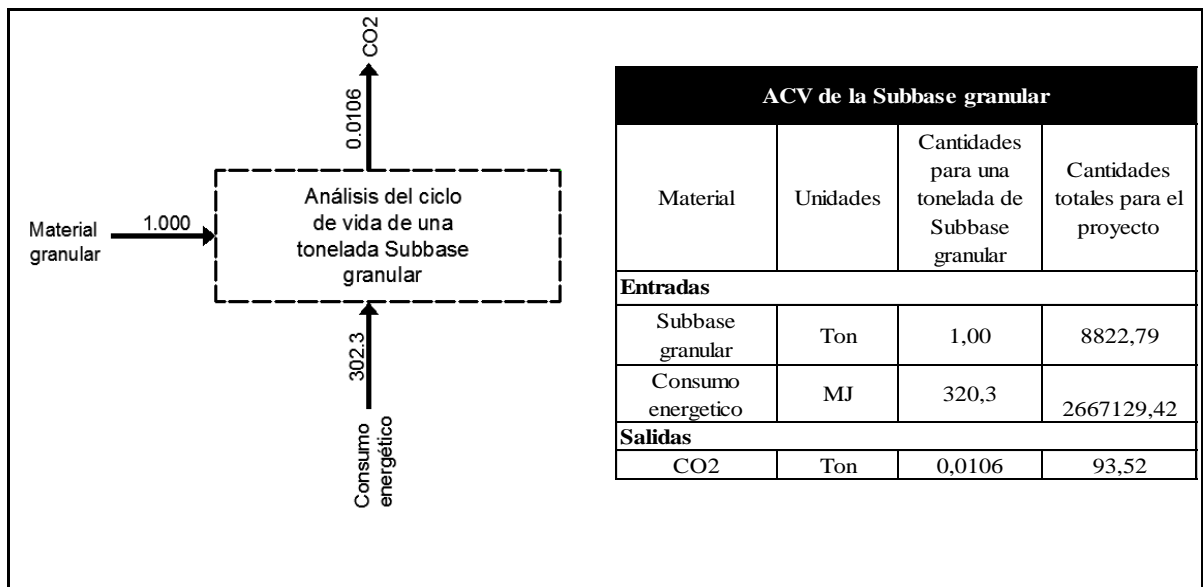 CO2
0.0106
Análisis del ciclo
de vida de una
tonelada Subbase
granular
Material
granular
1.000
302.3
Consumo
energético
ACV de la Subbase granular
Material
Unidades
Cantidades
para una
tonelada de
Subbase
granular
Cantidades
totales para el
proyecto
Entradas
Subbase
granular
Ton
1,00
8822,79
Consumo
energetico
MJ
320,3
2667129,42
Salidas
CO2
Ton
0,0106
93,52